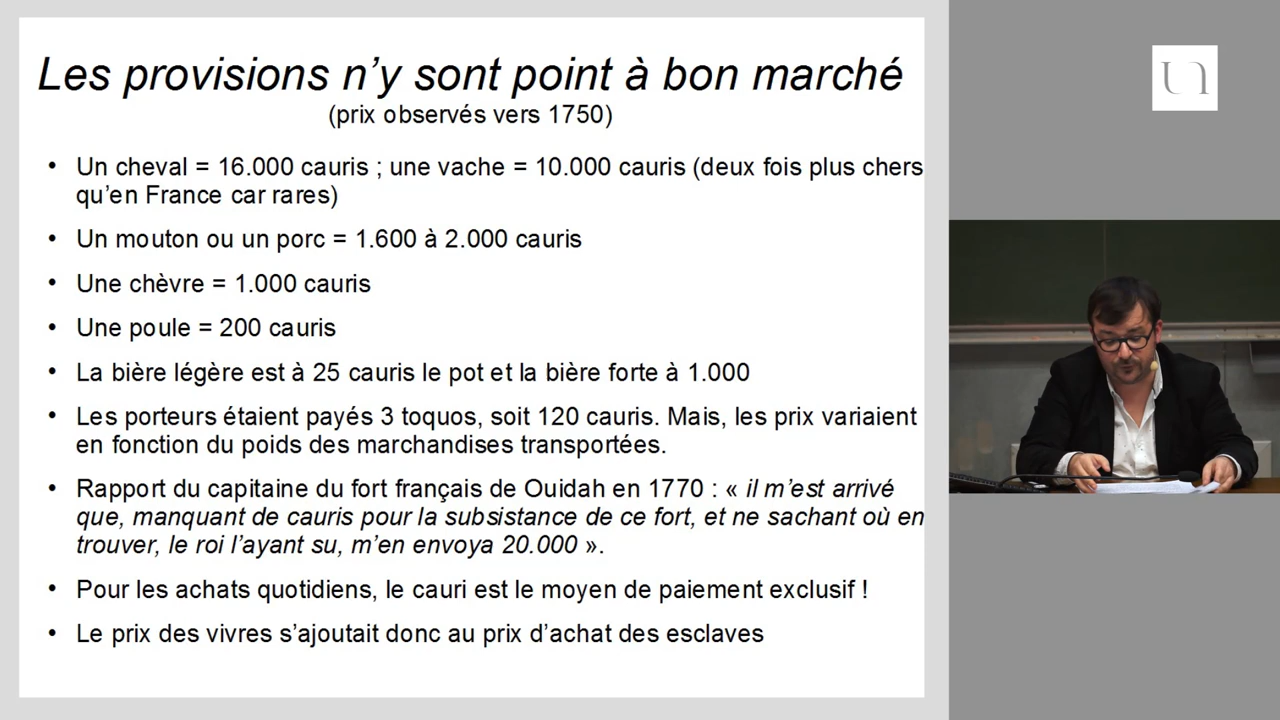 Les provisions n’y sont point à bon marché
(prix observés vers 1750)
• Un cheval = 16.000 cauris ; une vache = 10.000 cauris (deux fois plus chers
qu’en France car rares)
• Un mouton ou un porc = 1.600 à 2.000 cauris
• Une chèvre = 1.000 cauris
• Une poule = 200 cauris
• La bière légère est à 25 cauris le pot et la bière forte à 1.000
• Les porteurs étaient payés 3 toquos, soit 120 cauris. Mais, les prix variaient
en fonction du poids des marchandises transportées.
• Rapport du capitaine du fort français de Ouidah en 1770 : « il m’est arrivé
que, manquant de cauris pour la subsistance de ce fort, et ne sachant où en
trouver, le roi l’ayant su, m’en envoya 20.000 ».
• Pour les achats quotidiens, le cauri est le moyen de paiement exclusif !
• Le prix des vivres s’ajoutait donc au prix d’achat des esclaves